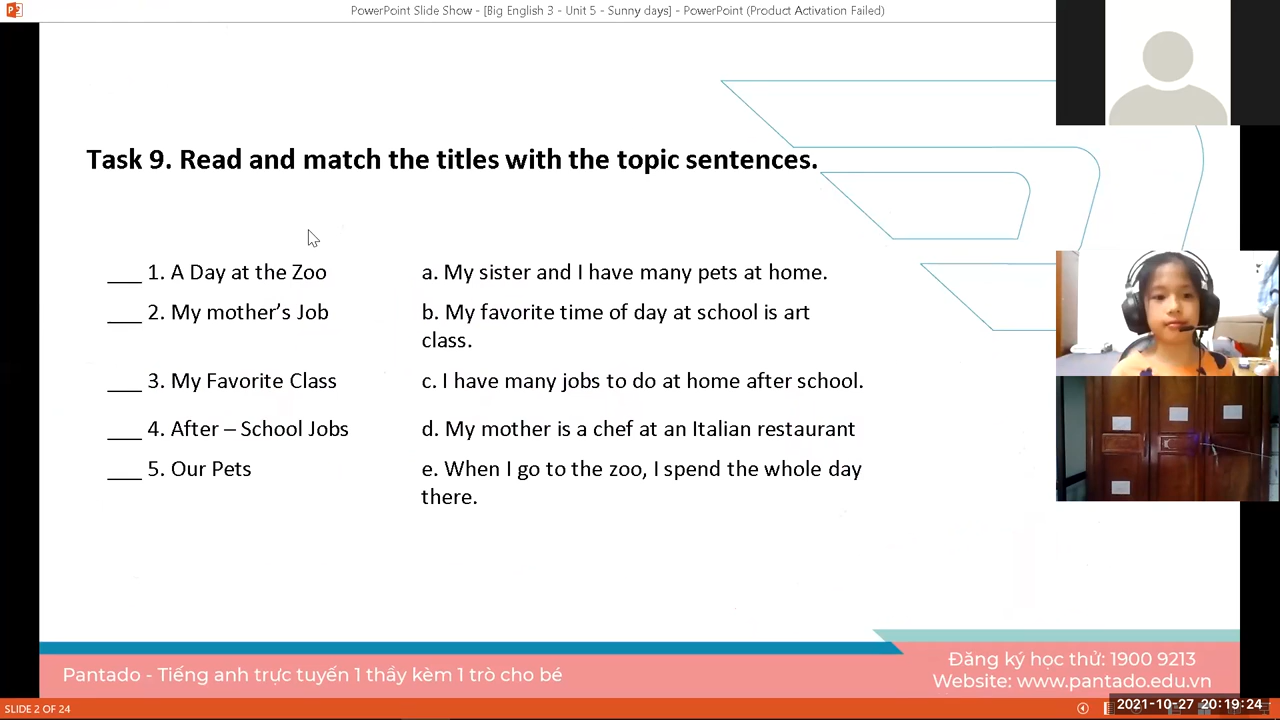 PowerPoint Slide Show - [Big English 3 - Unit 5 - Sunny days] - PowerPoint (Product Activation Failed)
Task 9. Read and match the titles with the topic sentences.
___ 1. A Day at the Zoo
a. My sister and I have many pets at home.
___ 2. My mother’s Job
b. My favorite time of day at school is art
class.
___ 3. My Favorite Class
c. I have many jobs to do at home after school.
___ 4. After – School Jobs
d. My mother is a chef at an Italian restaurant
___ 5. Our Pets
e. When I go to the zoo, I spend the whole day
there.
Pantado - Tiếng anh trực tuyến 1 thầy kèm 1 trò cho bé
Đăng ký học thử: 1900 9213
Website: www.pantado.edu.vn
SLIDE 2 OF 24
2021-10-27 20:19:24